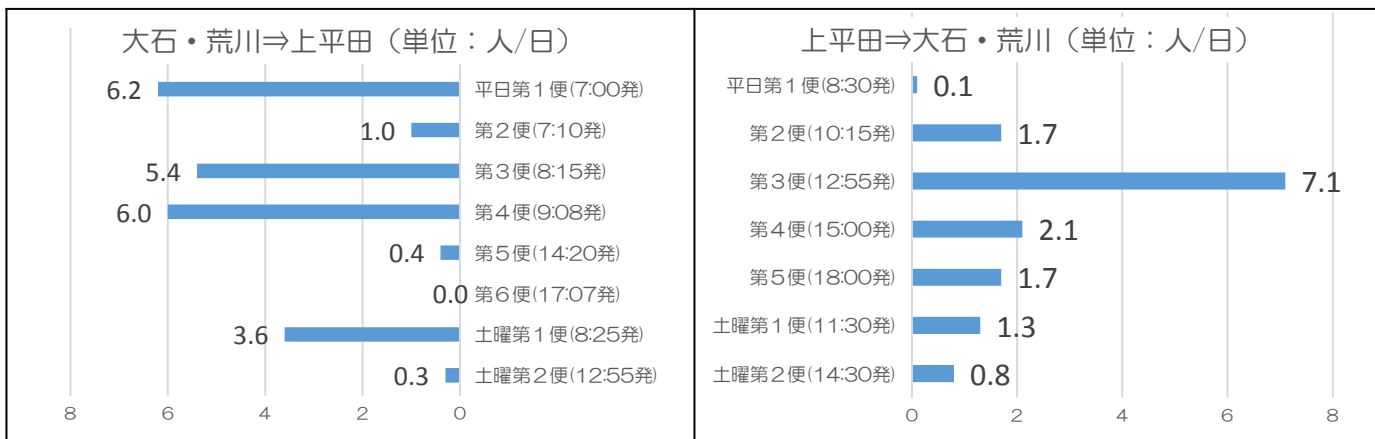 大石・荒川⇒上平田（単位：人/日）
6.2 平日第１便(7:00発)
1.0 第２便(7:10発)
5.4 第３便(8:15発)
6.0 第４便(9:08発)
0.4 第５便(14:20発)
0.0 第６便(17:07発)
3.6 土曜第１便(8:25発)
0.3 土曜第２便(12:55発)
8 6 4 2 0
上平田⇒大石・荒川（単位：人/日）
平日第１便(8:30発) 0.1
第２便(10:15発) 1.7
第３便(12:55発) 7.1
第４便(15:00発) 2.1
第５便(18:00発) 1.7
土曜第１便(11:30発) 1.3
土曜第２便(14:30発) 0.8
0 2 4 6 8